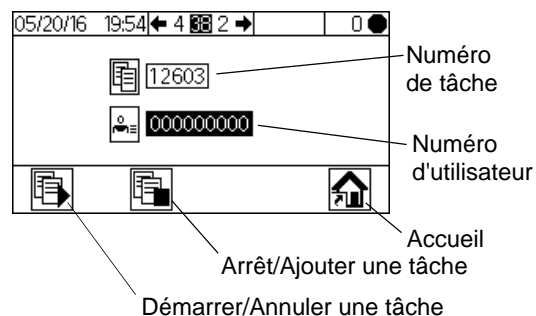 05/20/16 19:54 4 38 2 0
12603
000000000
Numéro
de tâche
Numéro
d'utilisateur
Accueil
Arrêt/Ajouter une tâche
Démarrer/Annuler une tâche